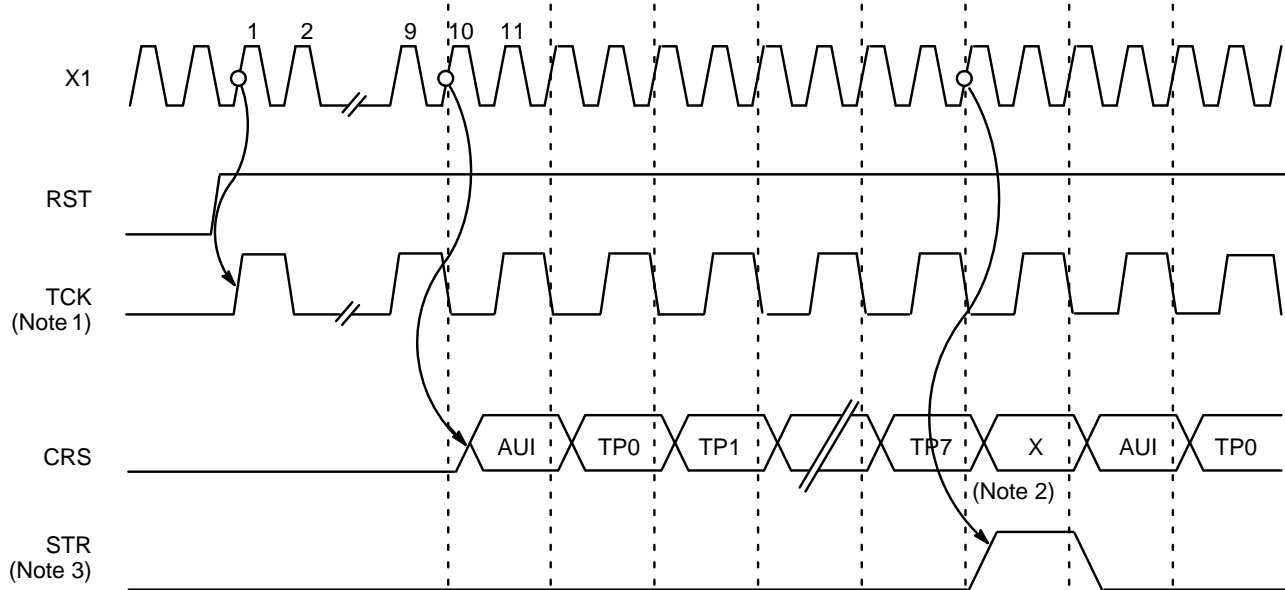 1 2 9 10 11
X1
RST
TCK
(Note 1)
CRS AUI TP0 TP1 TP7 X AUI TP0
(Note 2)
STR
(Note 3)